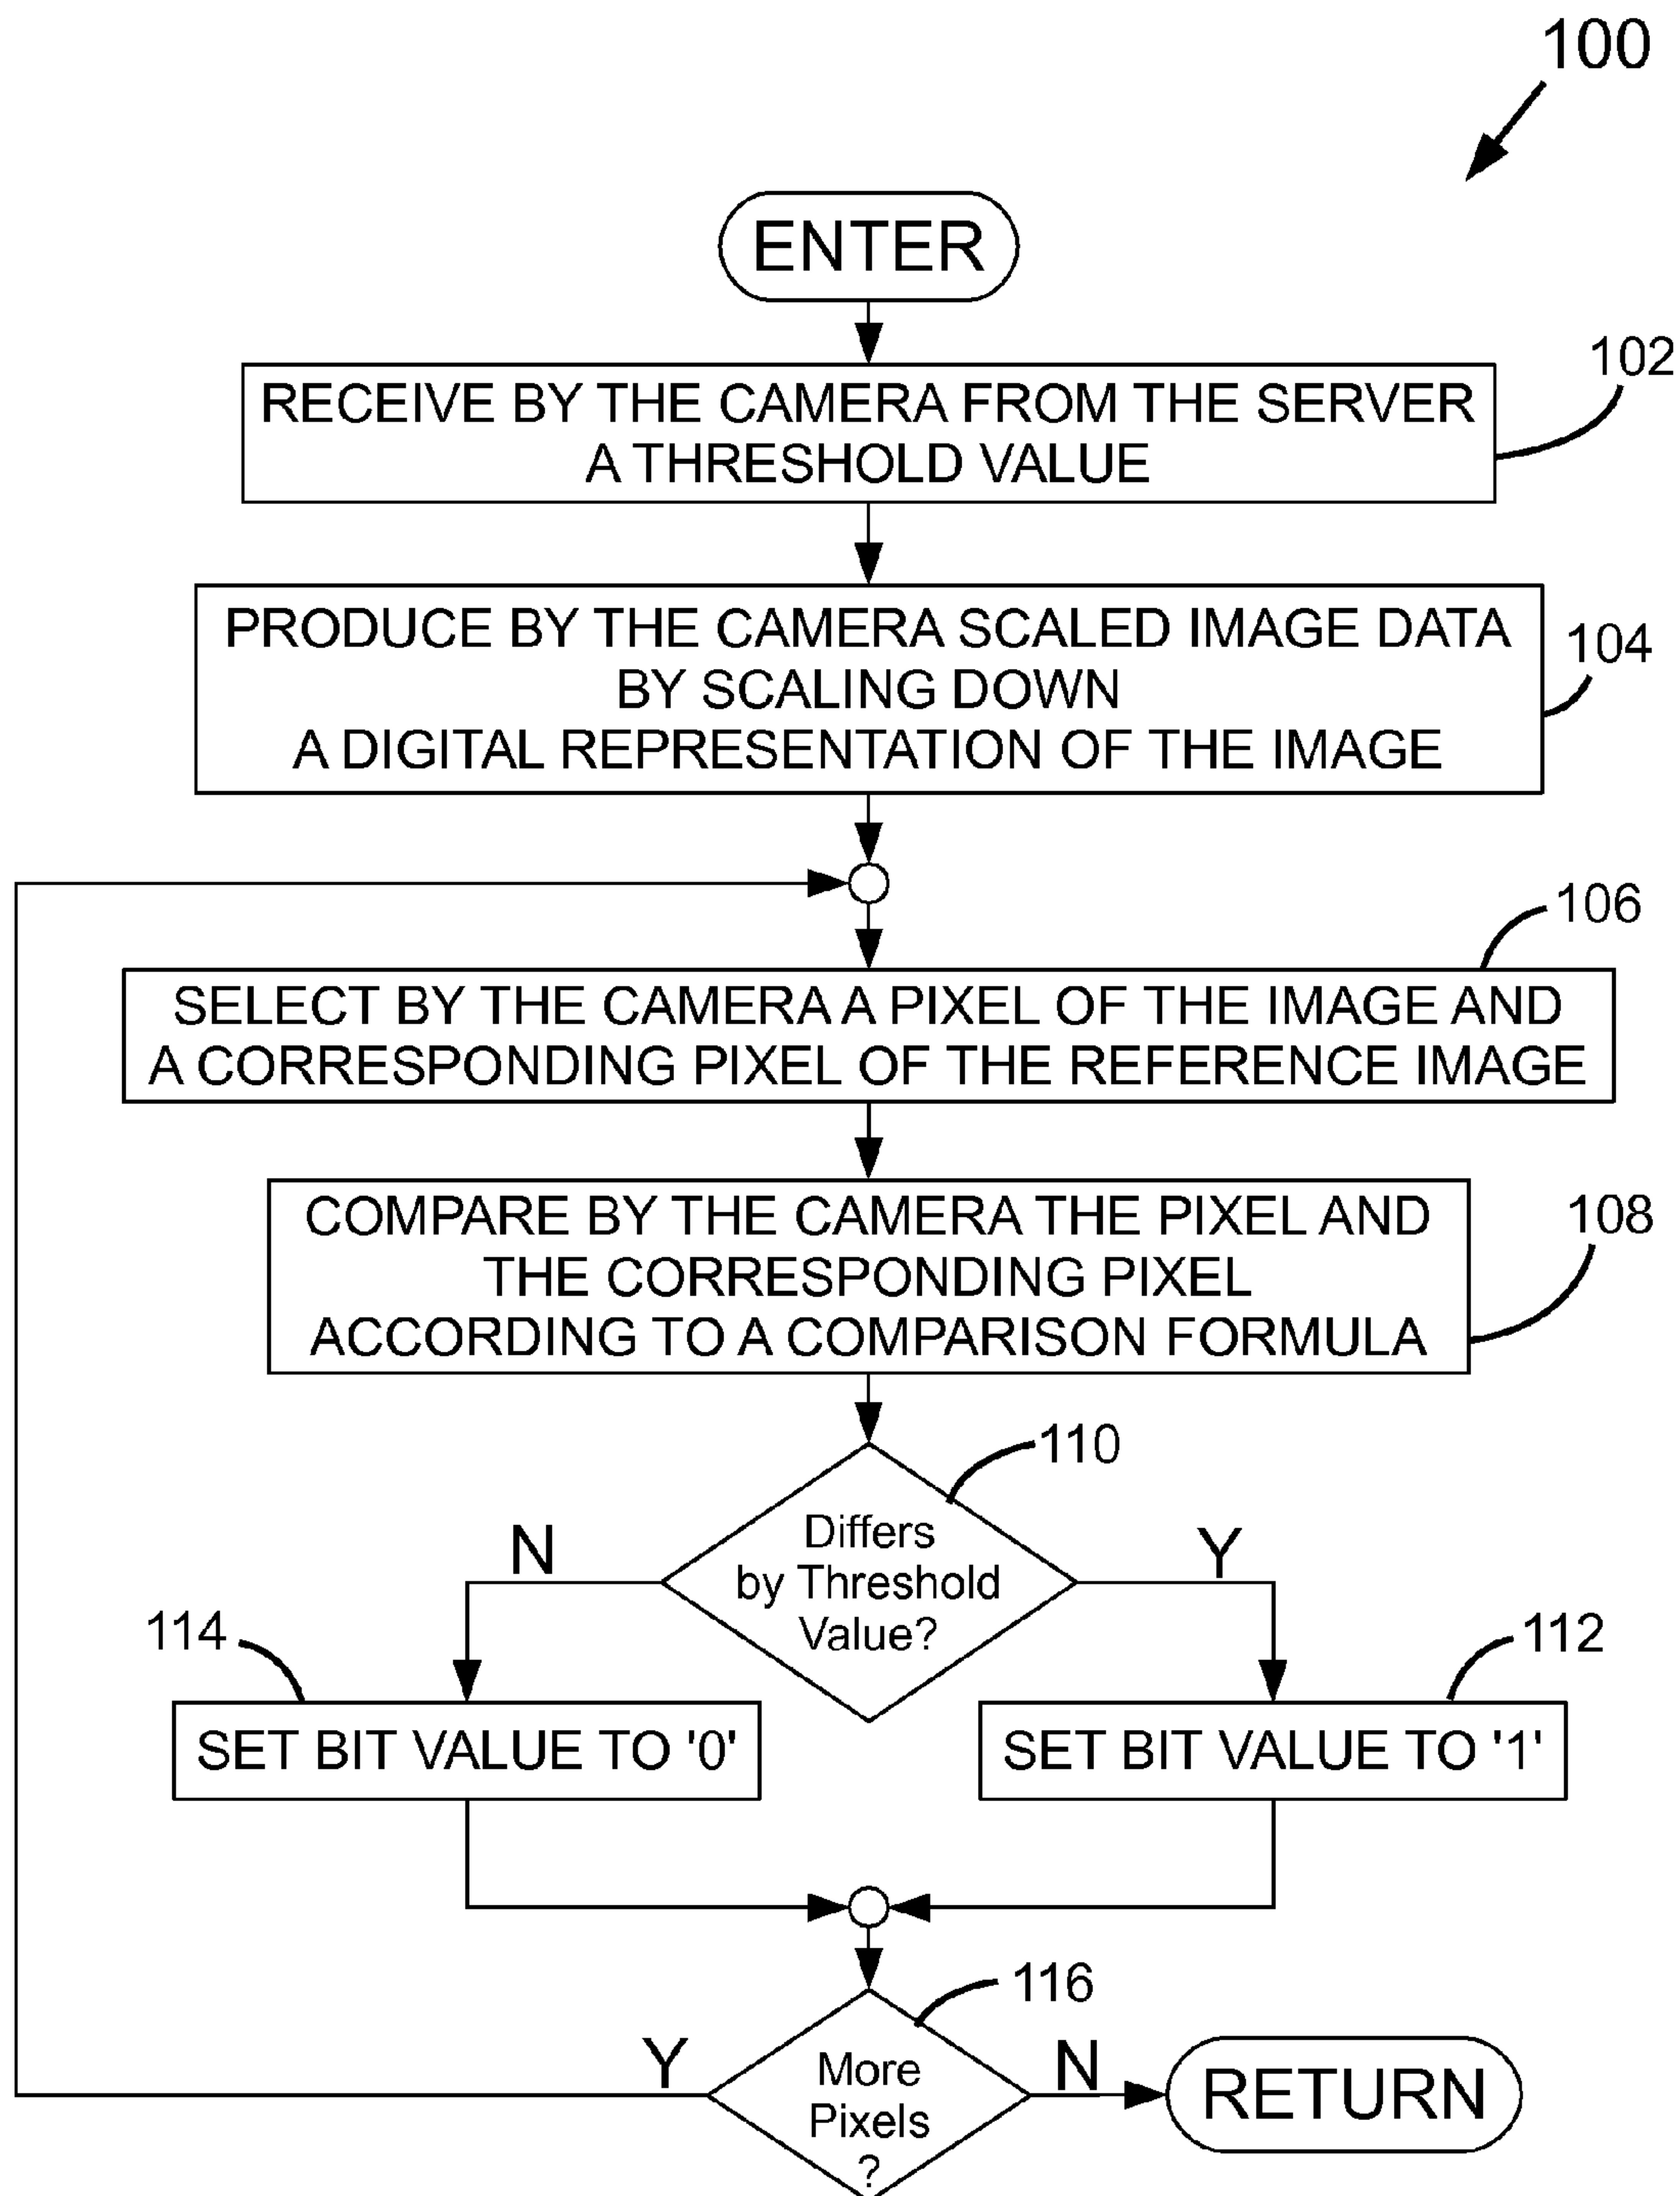 100
ENTER
102
RECEIVE BY THE CAMERA FROM THE SERVER
A THRESHOLD VALUE
104
PRODUCE BY THE CAMERA SCALED IMAGE DATA
BY SCALING DOWN
A DIGITAL REPRESENTATION OF THE IMAGE
106
SELECT BY THE CAMERA A PIXEL OF THE IMAGE AND
A CORRESPONDING PIXEL OF THE REFERENCE IMAGE
108
COMPARE BY THE CAMERA THE PIXEL AND
THE CORRESPONDING PIXEL
ACCORDING TO A COMPARISON FORMULA
110
Differs
by Threshold
Value?
N
Y
114
112
SET BIT VALUE TO '0'
SET BIT VALUE TO '1'
116
More
Pixels
?
Y
N
RETURN